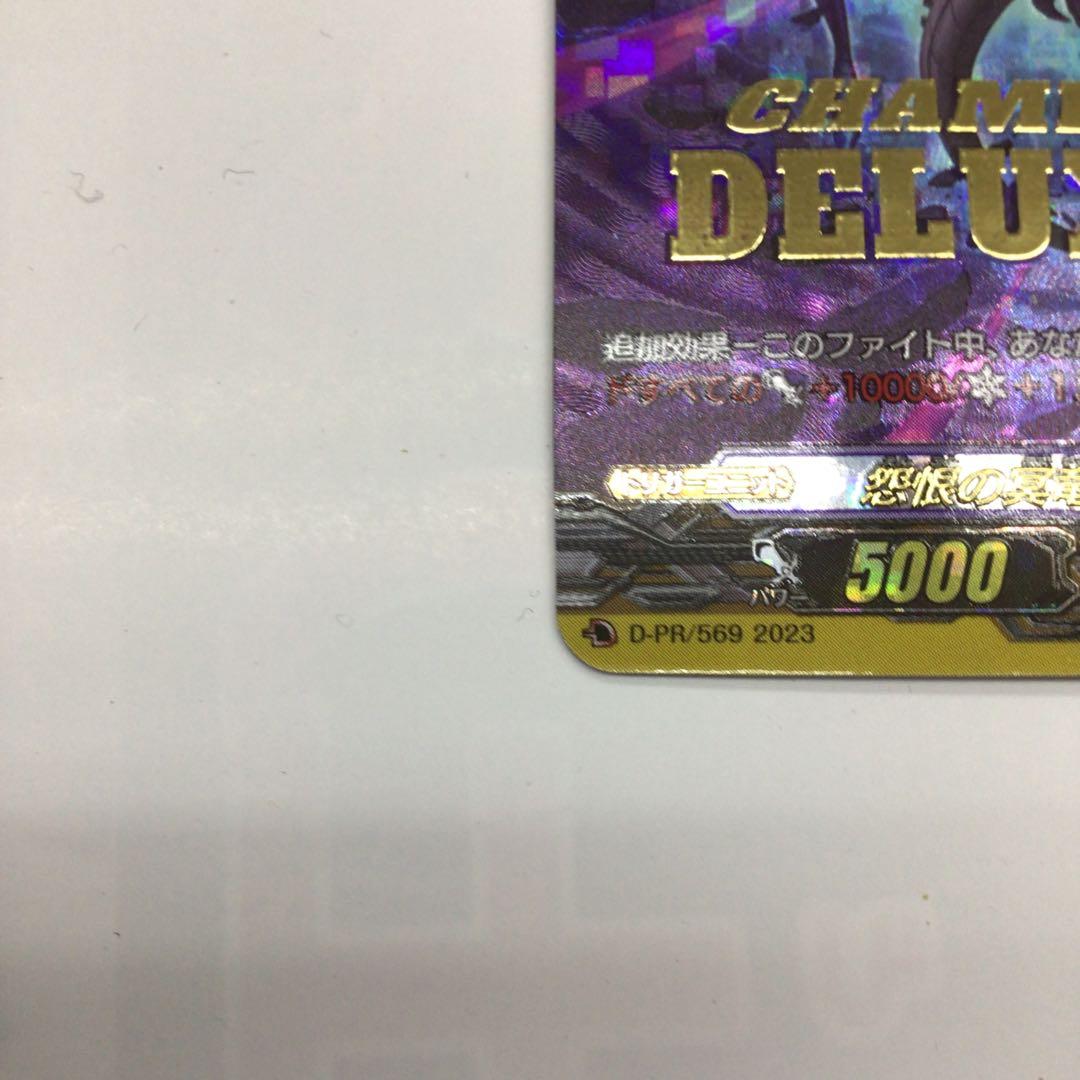 CHAM
DELU
追加効果－このファイト中、あな
ドすべての +10000/ +1
トリガーユニット
怨恨の冥
5000
パワー
D-PR/569 2023